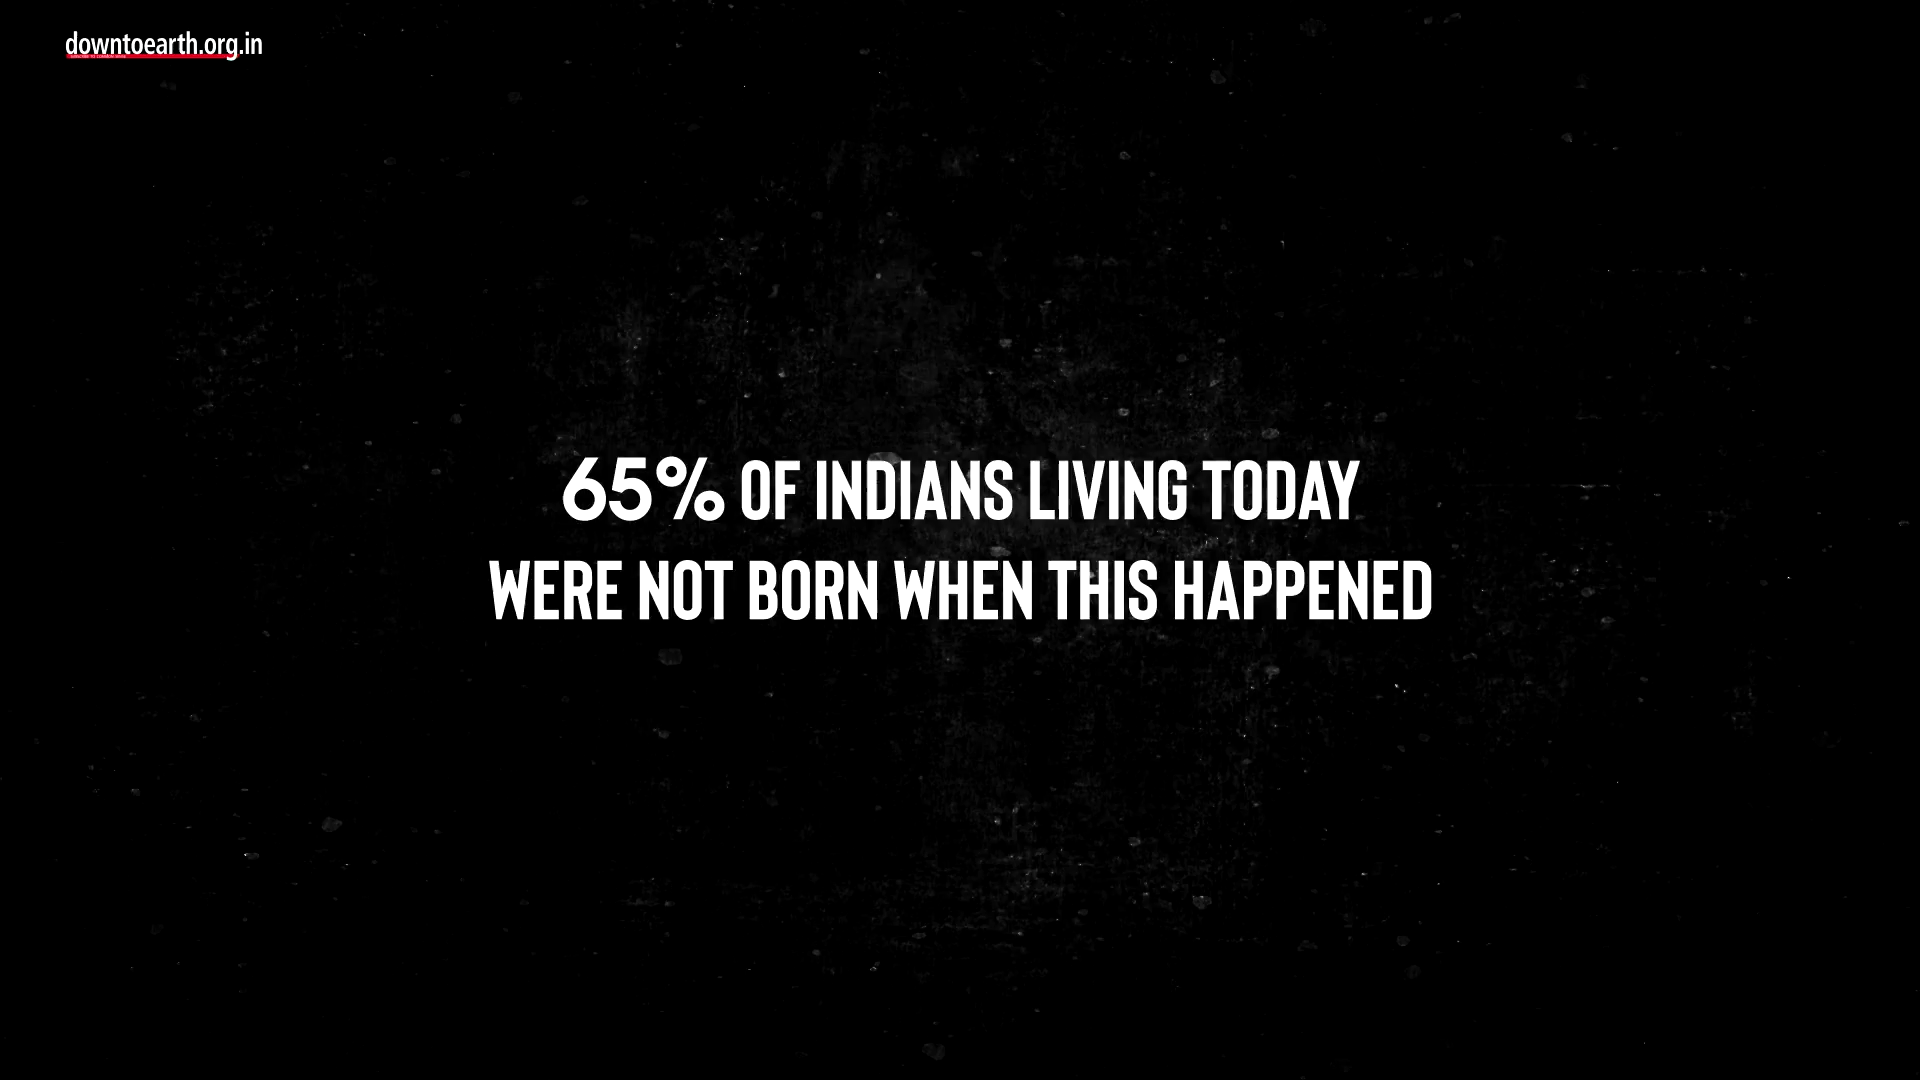 downtoearth.org.in
65% OF INDIANS LIVING TODAY
WERE NOT BORN WHEN THIS HAPPENED